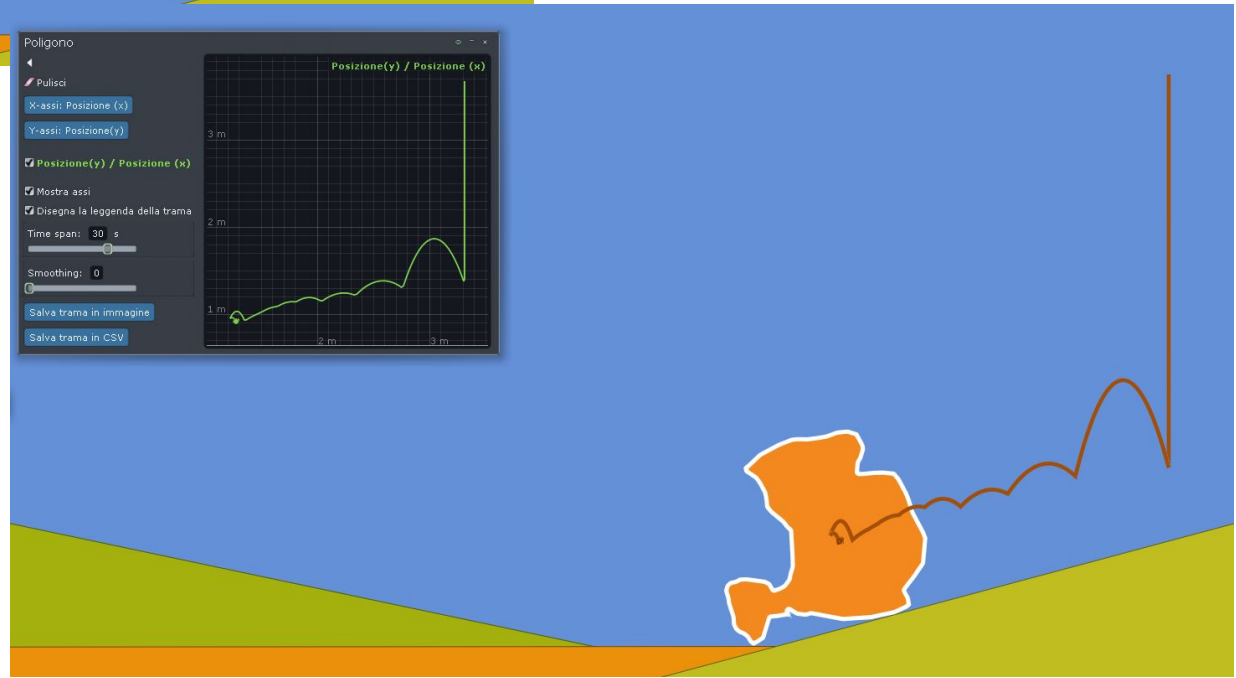 Poligono
Pulisci
X-assi: Posizione (x)
Y-assi: Posizione(y)
Posizione(y) / Posizione (x)
Mostra assi
Disegna la leggenda della trama
Time span: 30 s
Smoothing: 0
Salva trama in immagine
Salva trama in CSV
Posizione(y) / Posizione (x)
3 m
2 m
1 m
2 m
3 m